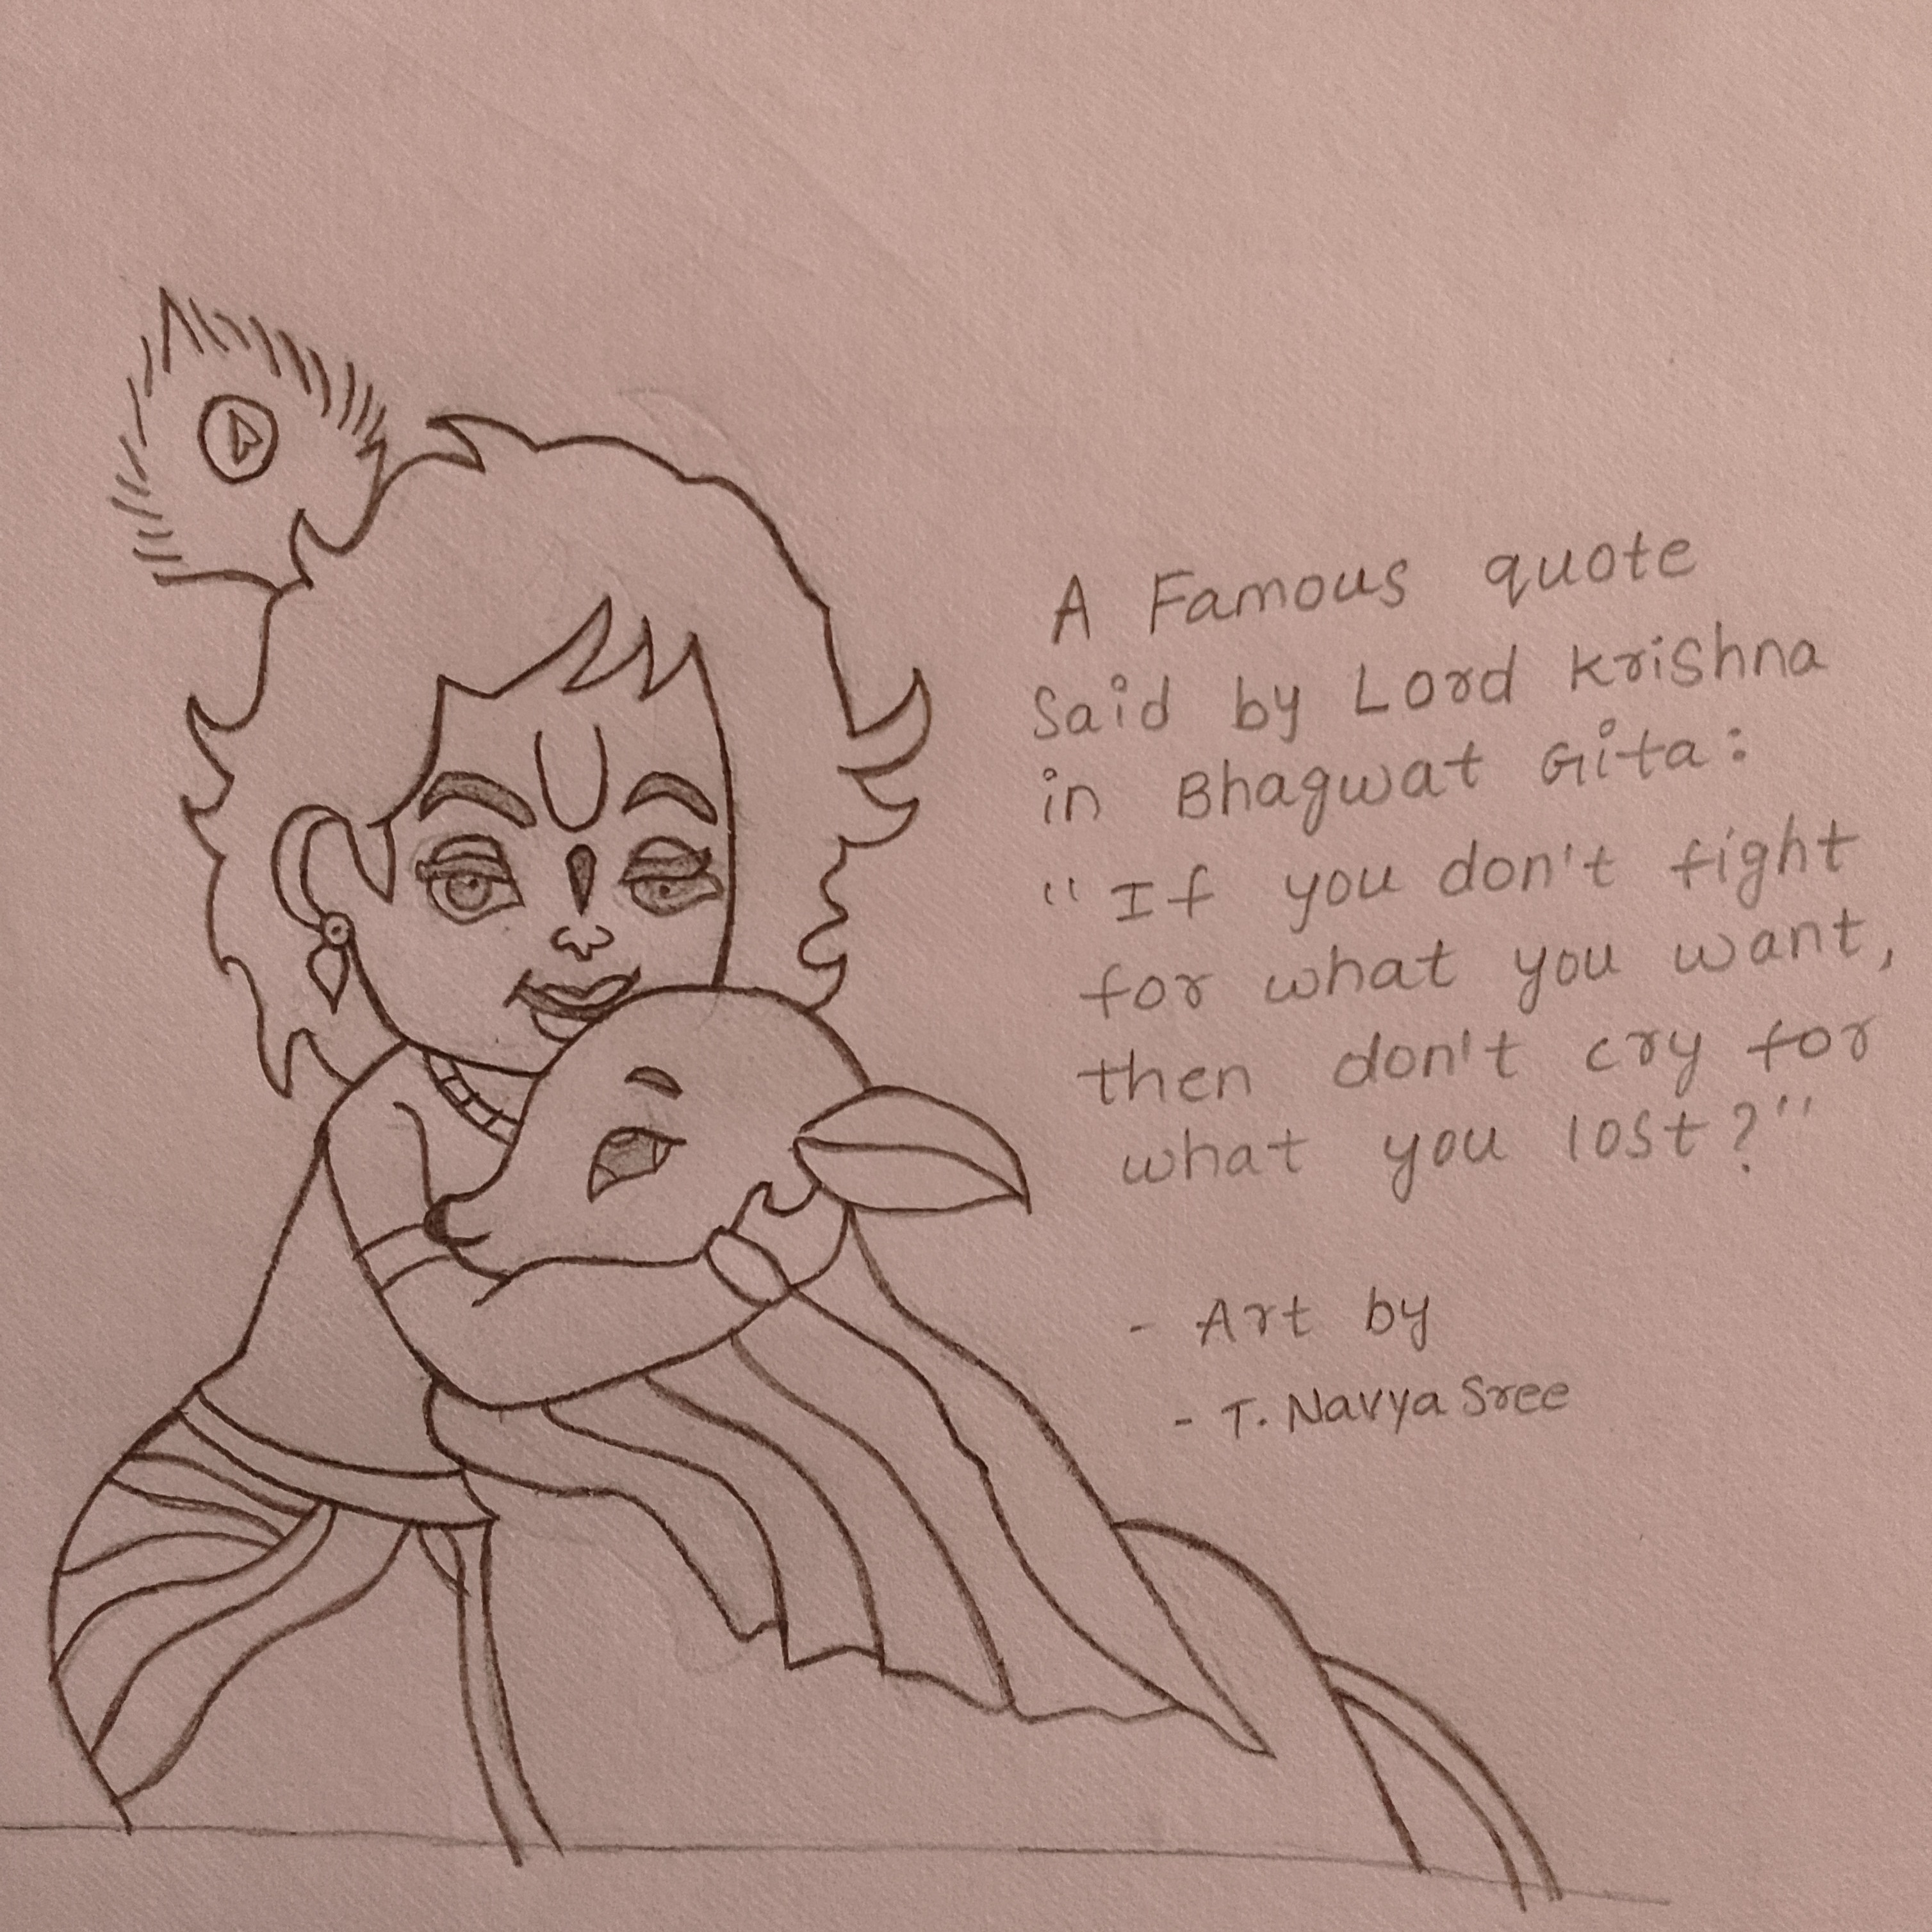 A Famous quote
Said by Lord Krishna
in Bhagwat Gita:
"If you don't fight
for what you want,
then don't cry for
what you lost?"
- Art by
- T. Navya Sree